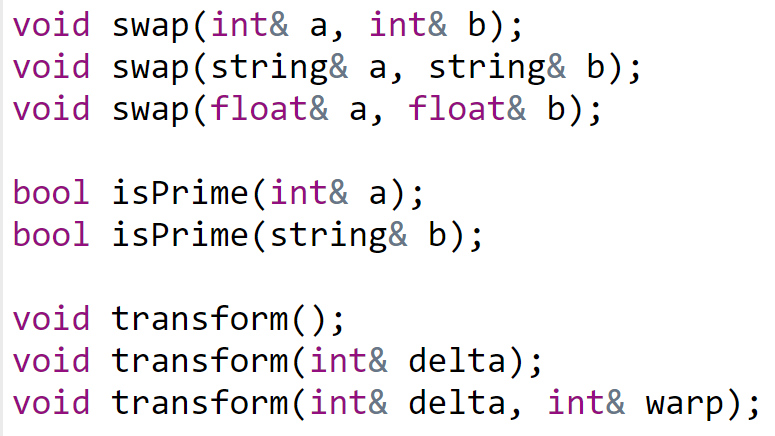 void swap(int& a, int& b);
void swap(string& a, string& b);
void swap(float& a, float& b);
bool isPrime(int& a);
bool isPrime(string& b);
void transform();
void transform(int& delta);
void transform(int& delta, int& warp);